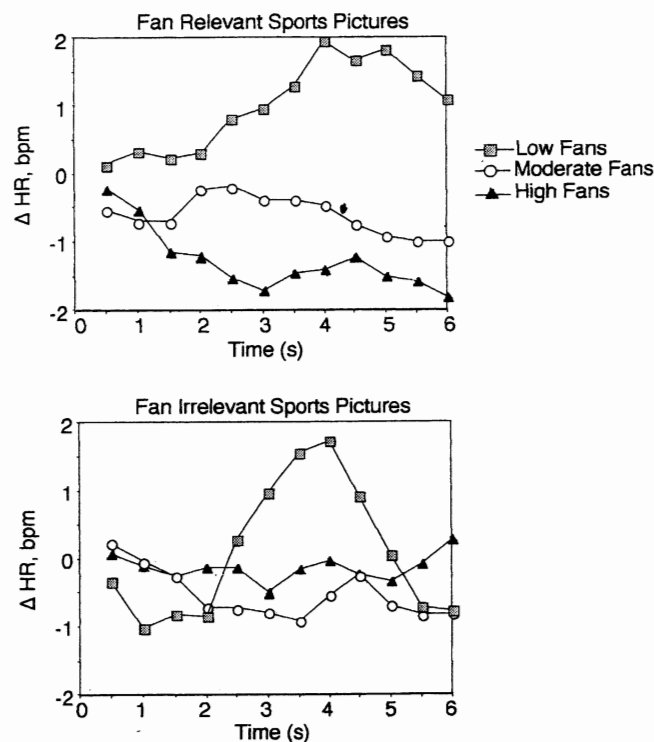 Fan Relevant Sports Pictures
2
1
0
-1
-2
Δ HR, bpm
0 1 2 3 4 5 6
Time (s)
Low Fans
Moderate Fans
High Fans
Fan Irrelevant Sports Pictures
2
1
0
-1
-2
Δ HR, bpm
0 1 2 3 4 5 6
Time (s)